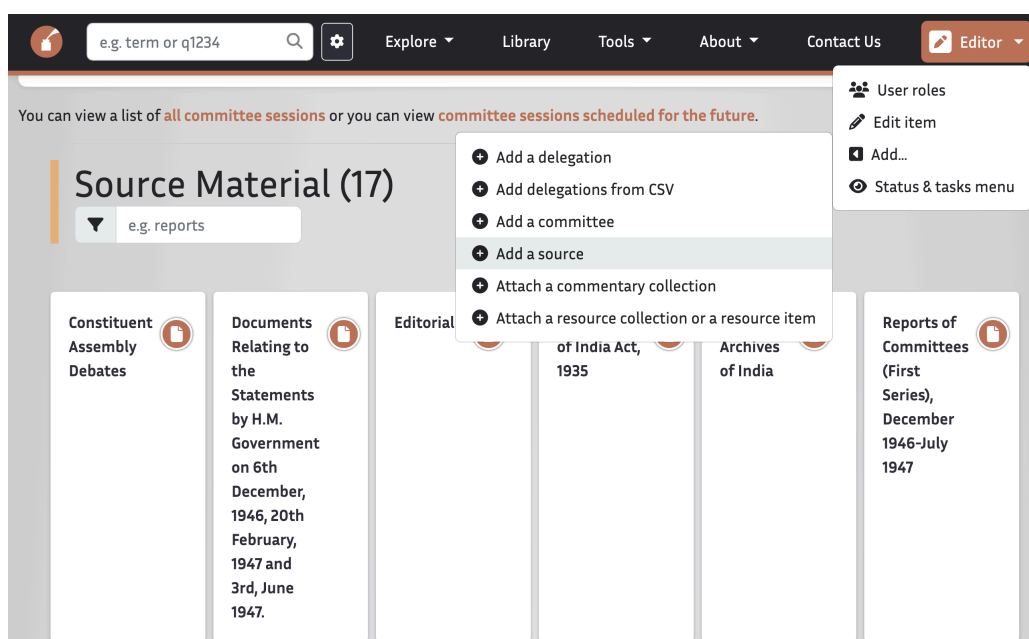 e.g. term or q1234
Explore
Library
Tools
About
Contact Us
Editor
User roles
Edit item
Add...
Status & tasks menu
You can view a list of all committee sessions or you can view committee sessions scheduled for the future.
Add a delegation
Add delegations from CSV
Add a committee
Add a source
Attach a commentary collection
Attach a resource collection or a resource item
Source Material (17)
e.g. reports
Constituent
Assembly
Debates
Documents
Relating to
the
Statements
by H.M.
Government
on 6th
December,
1946, 20th
February,
1947 and
3rd, June
1947.
Editorial
of India Act,
1935
Archives
of India
Reports of
Committees
(First
Series),
December
1946-July
1947